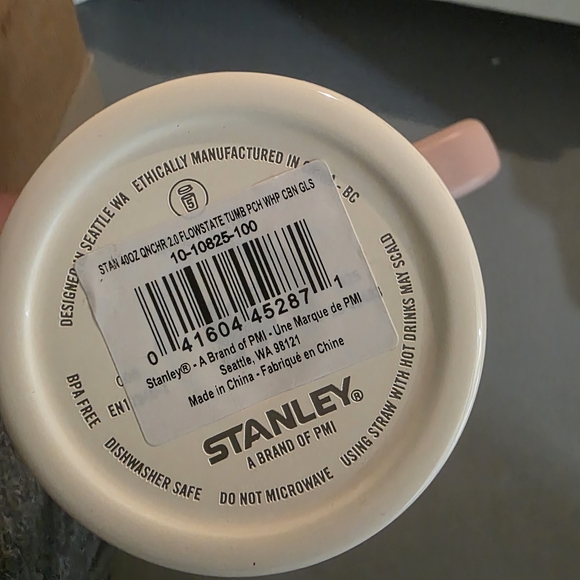 DESIGNED IN SEATTLE WA ETHICALLY MANUFACTURED IN - BC
5
STAN 40OZ QNCHR 2.0 FLOWSTATE TUMB PCH WHP CBN GLS
10-10825-100
0 41604 45287 1
Stanley® - A Brand of PMI - Une Marque de PMI
Seattle, WA 98121
Made in China - Fabriqué en Chine
EN1
STANLEY®
A BRAND OF PMI
BPA FREE DISHWASHER SAFE DO NOT MICROWAVE USING STRAW WITH HOT DRINKS MAY SCALD